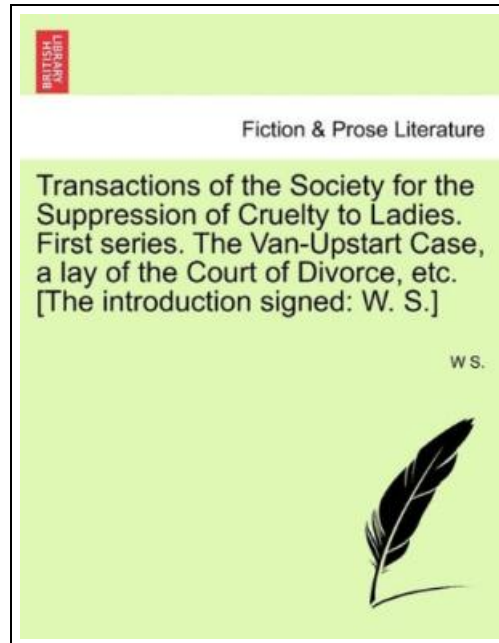 BRITISH
LIBRARY
Fiction & Prose Literature
Transactions of the Society for the
Suppression of Cruelty to Ladies.
First series. The Van-Upstart Case,
a lay of the Court of Divorce, etc.
[The introduction signed: W. S.]
W S.